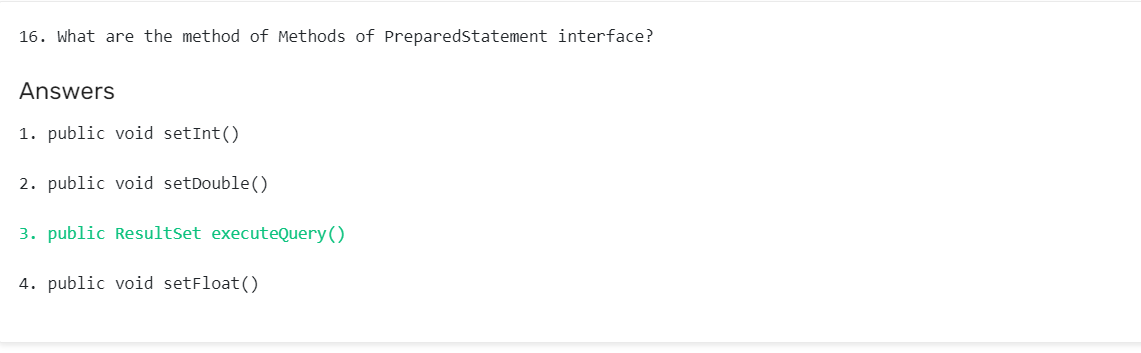 16. What are the method of Methods of PreparedStatement interface?
Answers
1. public void setInt()
2. public void setDouble()
3. public ResultSet executeQuery()
4. public void setFloat()